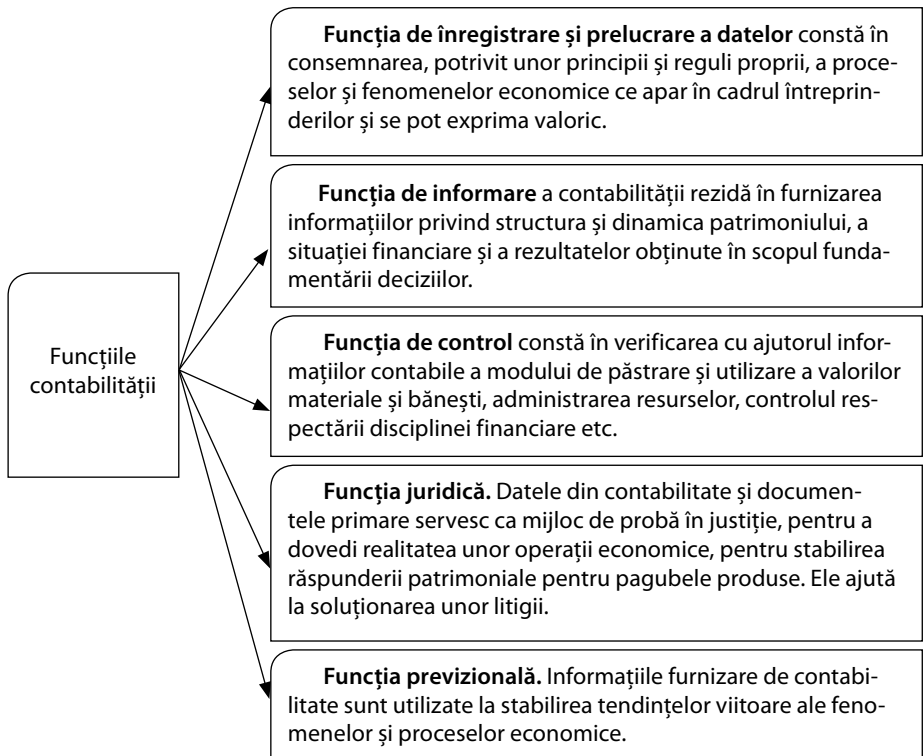 Funcția de înregistrare și prelucrare a datelor constă în
consemnarea, potrivit unor principii și reguli proprii, a proce-
selor și fenomenelor economice ce apar în cadrul întreprin-
derilor și se pot exprima valoric.
Funcția de informare a contabilității rezidă în furnizarea
informațiilor privind structura și dinamica patrimoniului, a
situației financiare și a rezultatelor obținute în scopul funda-
mentării deciziilor.
Funcțiile
contabilității
Funcția de control constă în verificarea cu ajutorul infor-
mațiilor contabile a modului de păstrare și utilizare a valorilor
materiale și bănești, administrarea resurselor, controlul res-
pectării disciplinei financiare etc.
Funcția juridică. Datele din contabilitate și documen-
tele primare servesc ca mijloc de probă în justiție, pentru a
dovedi realitatea unor operații economice, pentru stabilirea
răspunderii patrimoniale pentru pagubele produse. Ele ajută
la soluționarea unor litigii.
Funcția previzională. Informațiile furnizare de contabi-
litate sunt utilizate la stabilirea tendințelor viitoare ale feno-
menelor și proceselor economice.